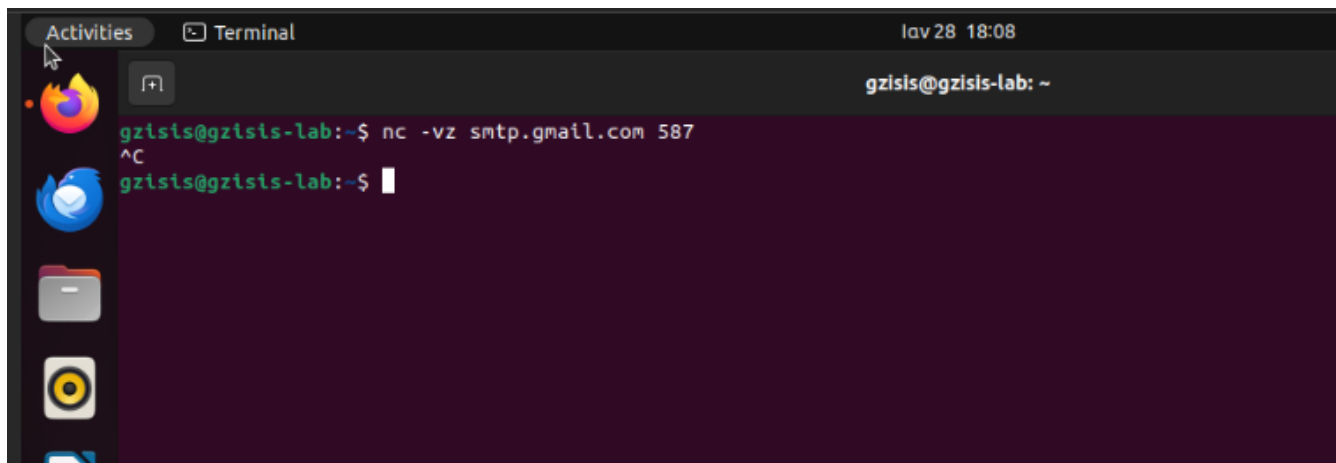 Activities Terminal Ιαν 28 18:08
gzisis@gzisis-lab: ~
gzisis@gzisis-lab:~$ nc -vz smtp.gmail.com 587
^C
gzisis@gzisis-lab:~$